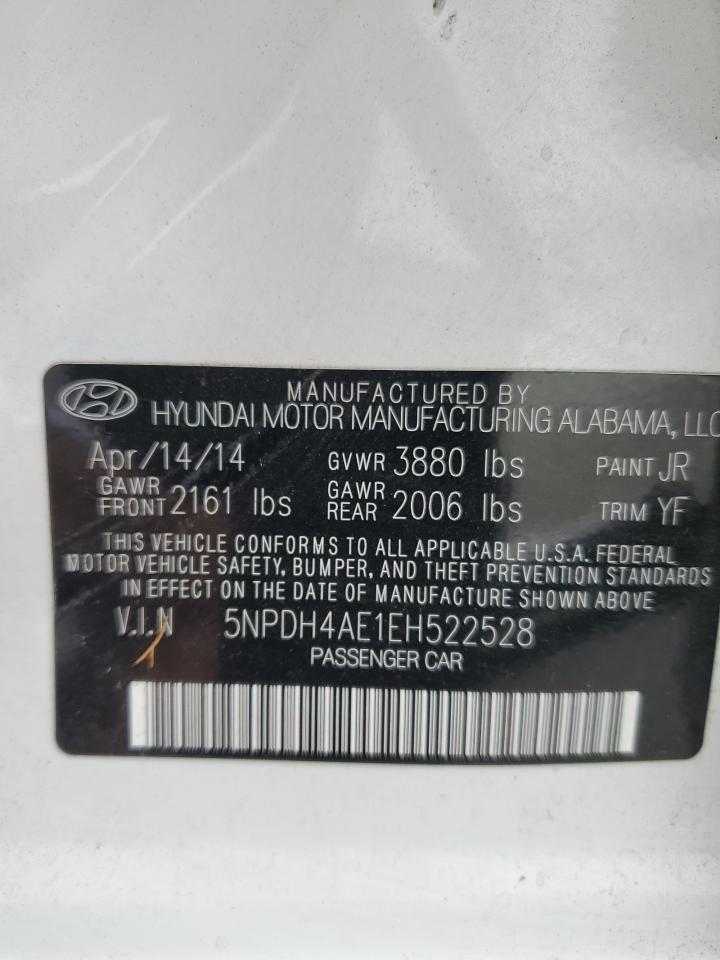 MANUFACTURED BY
HYUNDAI MOTOR MANUFACTURING ALABAMA, LLC
Apr/14/14 GVWR 3880 lbs PAINT JR
GAWR FRONT 2161 lbs GAWR REAR 2006 lbs TRIM YF
THIS VEHICLE CONFORMS TO ALL APPLICABLE U.S.A. FEDERAL
MOTOR VEHICLE SAFETY, BUMPER, AND THEFT PREVENTION STANDARDS
IN EFFECT ON THE DATE OF MANUFACTURE SHOWN ABOVE
V.I.N 5NPDH4AE1EH522528
PASSENGER CAR